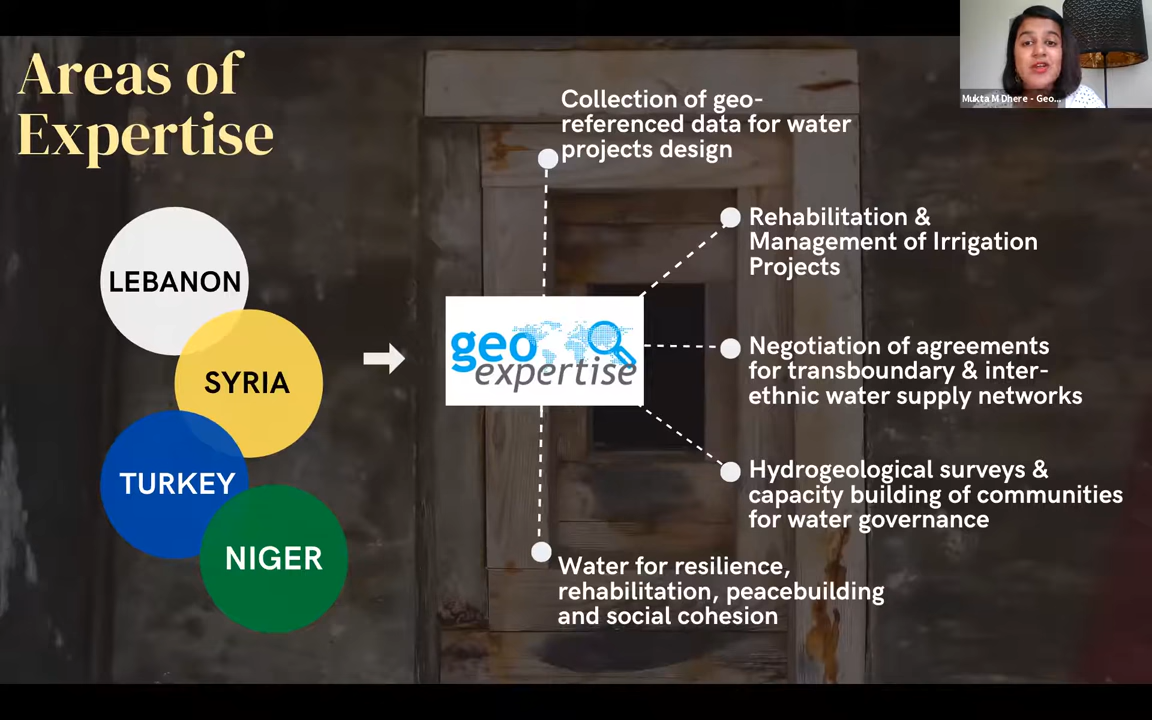 Areas of
Expertise
Mukta M Dhere - Geo...
Collection of geo-
referenced data for water
projects design
Rehabilitation &
Management of Irrigation
Projects
LEBANON
SYRIA
TURKEY
NIGER
geo
expertise
Negotiation of agreements
for transboundary & inter-
ethnic water supply networks
Hydrogeological surveys &
capacity building of communities
for water governance
Water for resilience,
rehabilitation, peacebuilding
and social cohesion